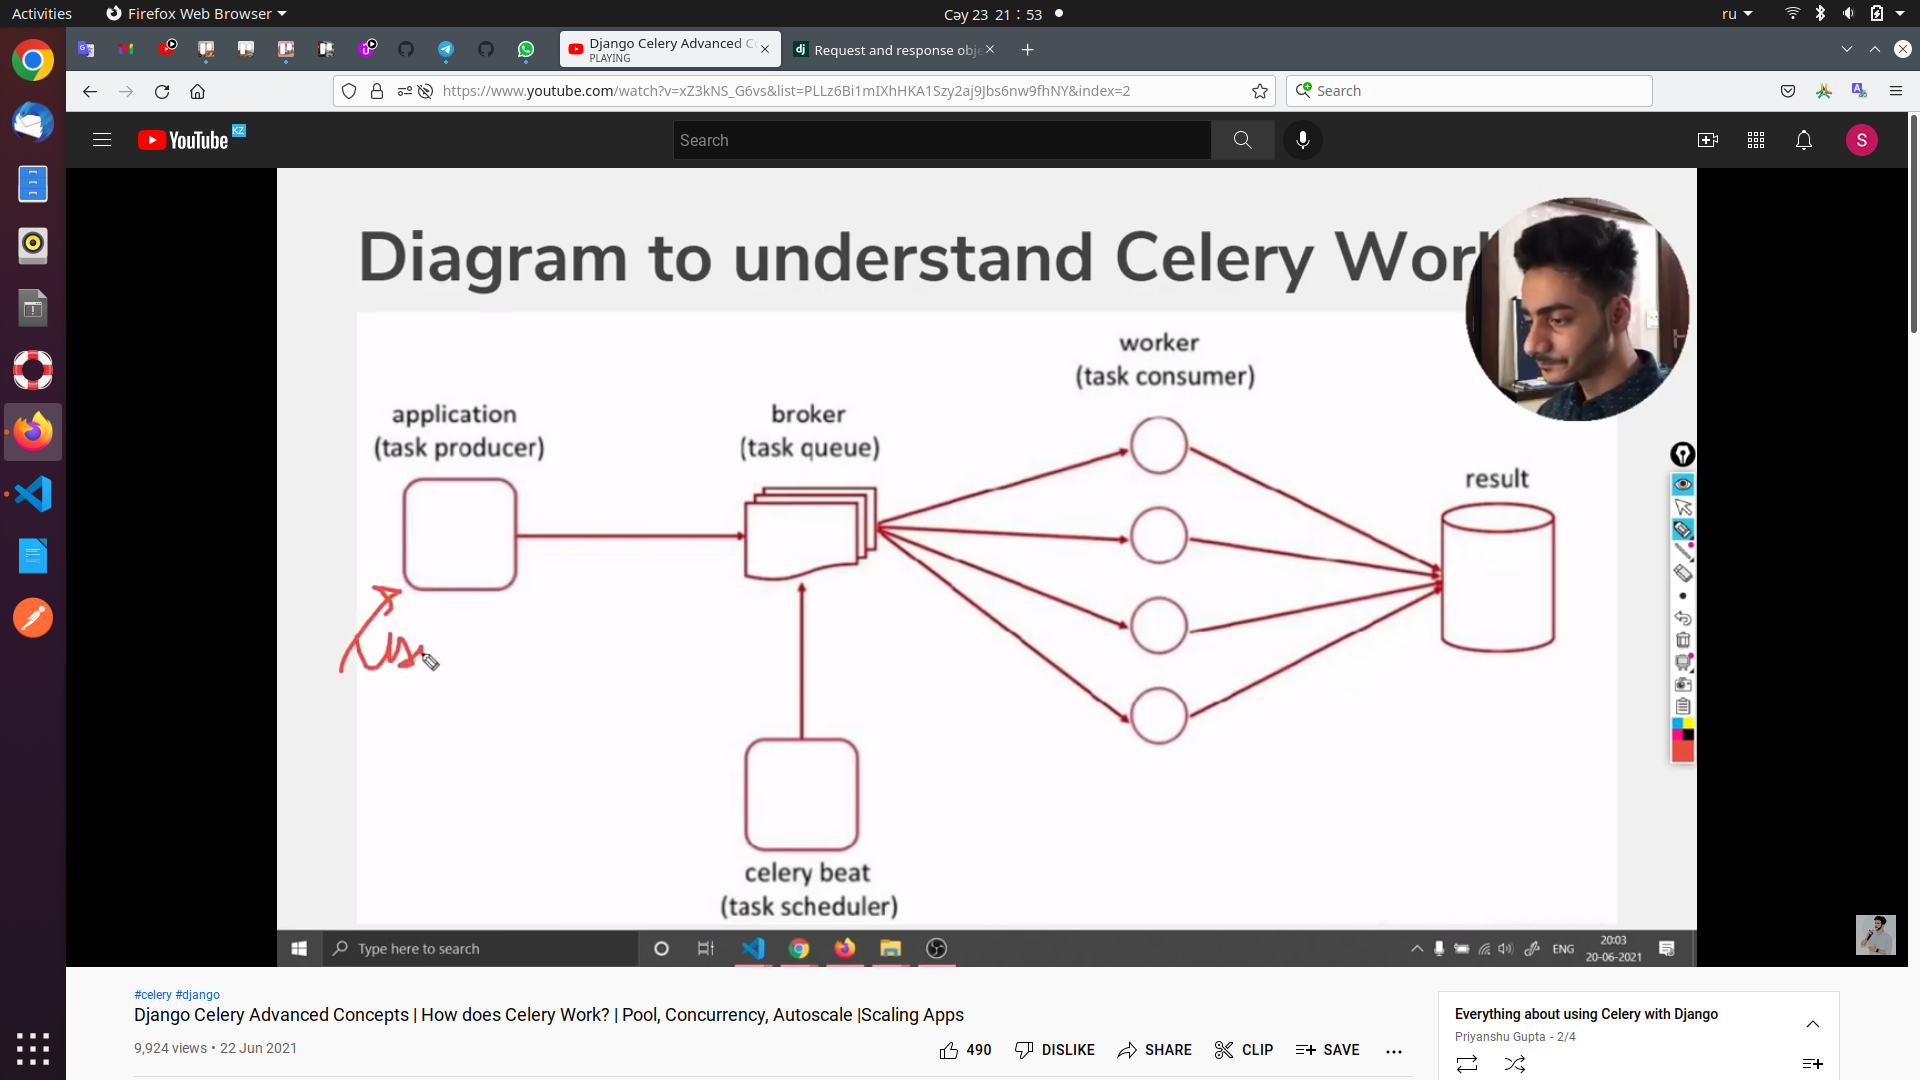 Activities
Firefox Web Browser
Сәу 23 21 : 53
ru
Django Celery Advanced Co
PLAYING
dj Request and response obje
https://www.youtube.com/watch?v=xZ3kNS_G6vs&list=PLLz6Bi1mIXhHKA1Szy2aj9Jbs6nw9fhNY&index=2
Search
YouTube KZ
Search
S
Diagram to understand Celery Wor
worker
(task consumer)
application
(task producer)
broker
(task queue)
result
celery beat
(task scheduler)
Type here to search
ENG
20:03
20-06-2021
#celery #django
Django Celery Advanced Concepts | How does Celery Work? | Pool, Concurrency, Autoscale |Scaling Apps
9,924 views • 22 Jun 2021
490
DISLIKE
SHARE
CLIP
SAVE
Everything about using Celery with Django
Priyanshu Gupta - 2/4